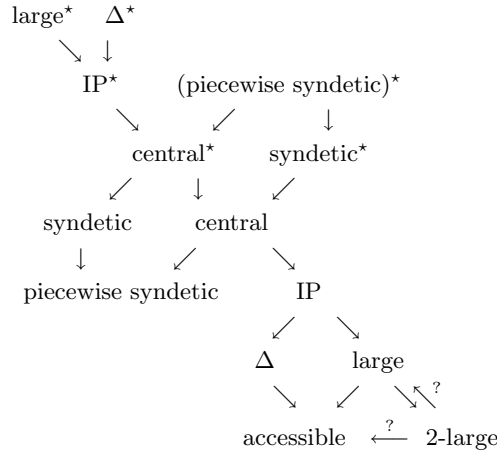 large⋆ Δ⋆
IP⋆ (piecewise syndetic)⋆
central⋆ syndetic⋆
syndetic central
piecewise syndetic IP
Δ large
?
accessible ? 2-large